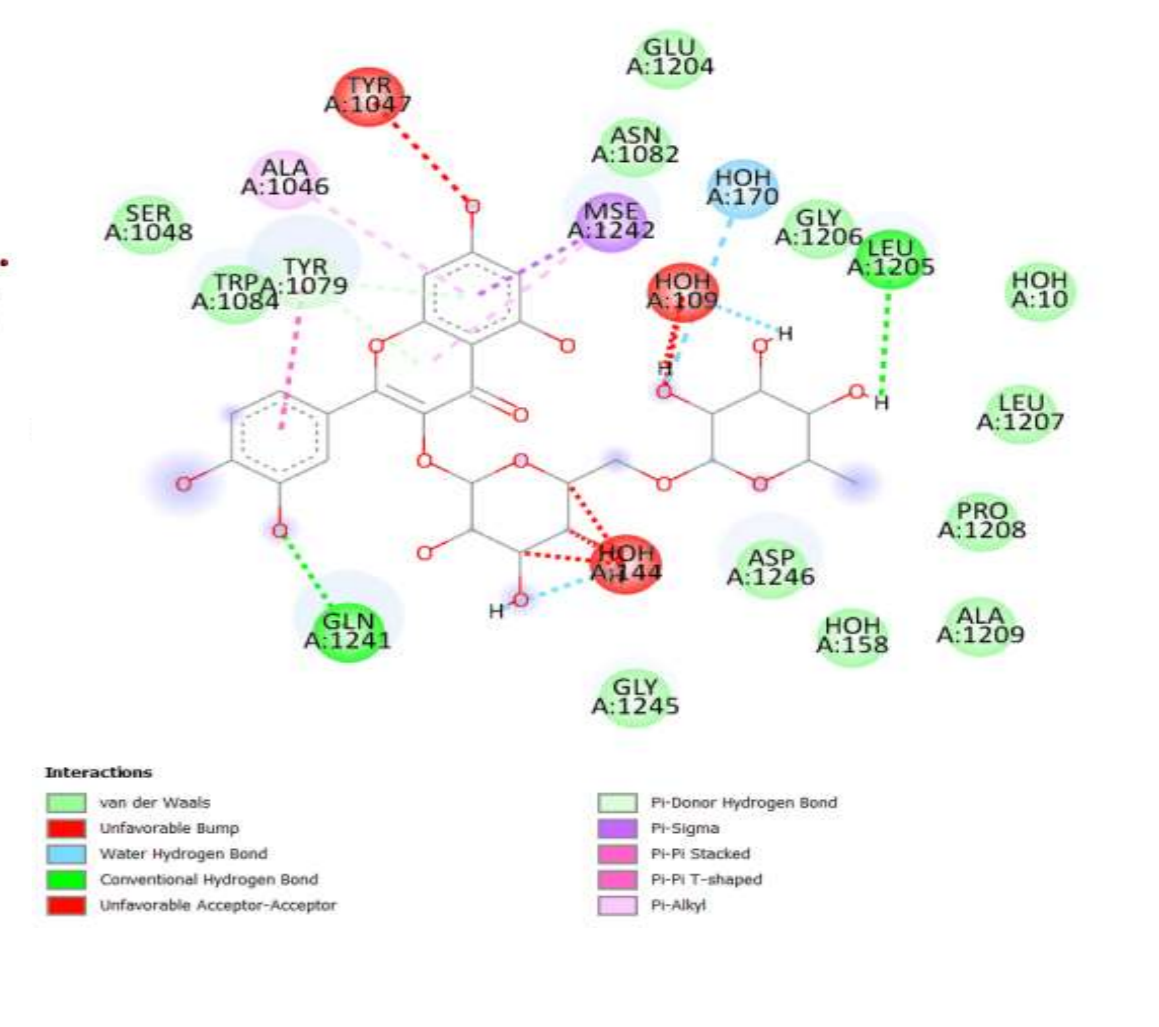 GLU
A:1204
TYR
A:1047
ASN
A:1082
ALA
A:1046
HOH
A:170
SER
A:1048
MSE
A:1242
GLY
A:1206
LEU
A:1205
TRP
A:1084
TYR
A:1079
HOH
A:109
HOH
A:10
H
O
O
H
O
O
H
O
O
H
LEU
A:1207
O
O
O
O
O
O
O
O
PRO
A:1208
O
HOH
A:144
H
ASP
A:1246
H
O
GLN
A:1241
HOH
A:158
ALA
A:1209
GLY
A:1245
Interactions
van der Waals
Unfavorable Bump
Water Hydrogen Bond
Conventional Hydrogen Bond
Unfavorable Acceptor-Acceptor
Pi-Donor Hydrogen Bond
Pi-Sigma
Pi-Pi Stacked
Pi-Pi T-shaped
Pi-Alkyl